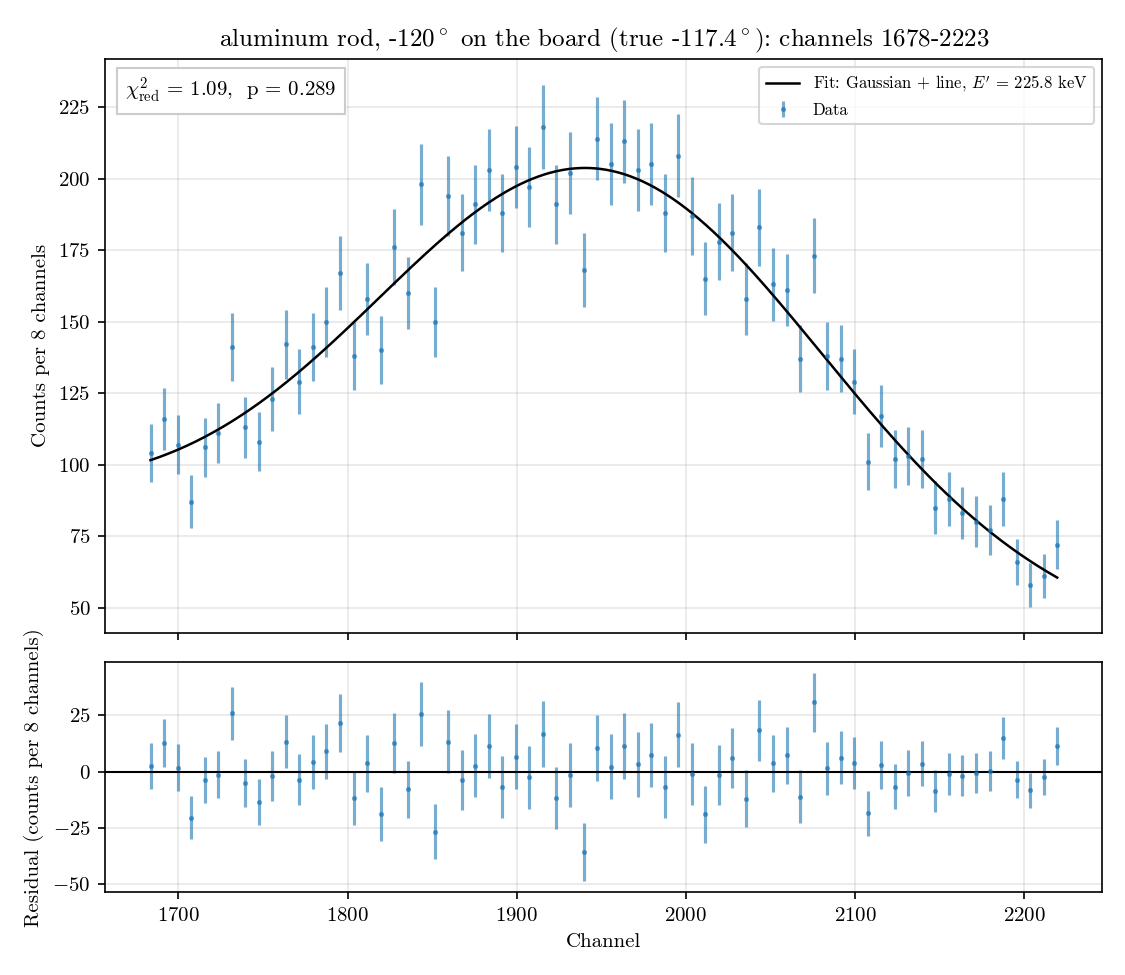 aluminum rod, -120° on the board (true -117.4°): channels 1678-2223
χ²_red = 1.09, p = 0.289
Fit: Gaussian + line, E′ = 225.8 keV
Data
Counts per 8 channels
225
200
175
150
125
100
75
50
Residual (counts per 8 channels)
25
0
−25
−50
1700 1800 1900 2000 2100 2200
Channel